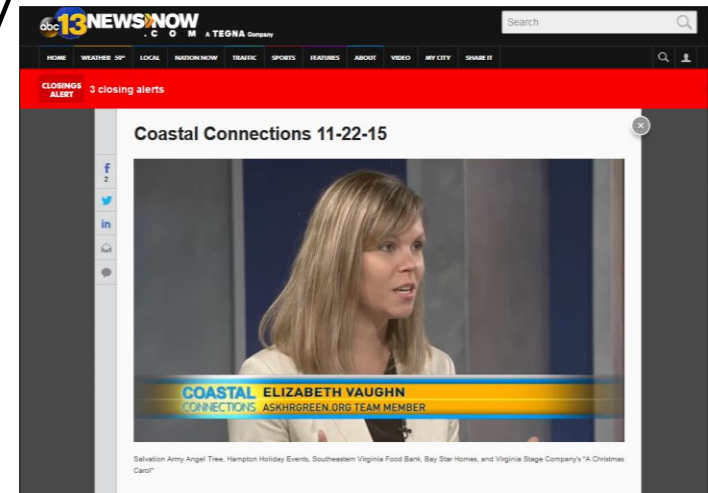 abc 13 NEWS NOW
.COM A TEGNA Company
Search
HOME WEATHER 59° LOCAL NATION NOW TRAFFIC SPORTS FEATURES ABOUT VIDEO MY CITY SHARE IT
CLOSINGS ALERT 3 closing alerts
Coastal Connections 11-22-15
f
2
in
COASTAL CONNECTIONS
ELIZABETH VAUGHN
ASKHRGREEN.ORG TEAM MEMBER
Salvation Army Angel Tree, Hampton Holiday Events, Southeastern Virginia Food Bank, Bay Star Homes, and Virginia Stage Company's "A Christmas
Carol"